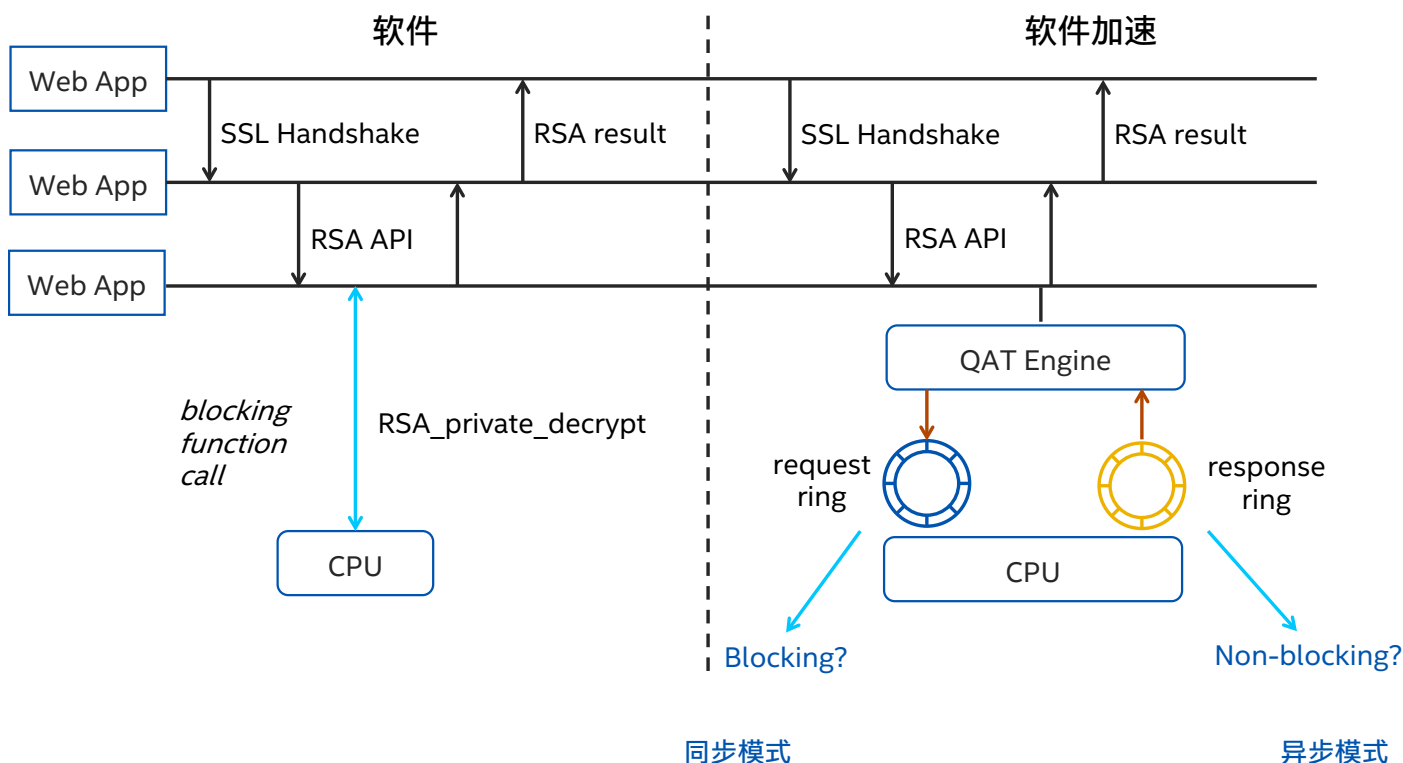 软件
软件加速
Web App
SSL Handshake
RSA result
SSL Handshake
RSA result
Web App
RSA API
RSA API
Web App
QAT Engine
blocking
function
call
RSA_private_decrypt
request
ring
response
ring
CPU
CPU
Blocking?
Non-blocking?
同步模式
异步模式